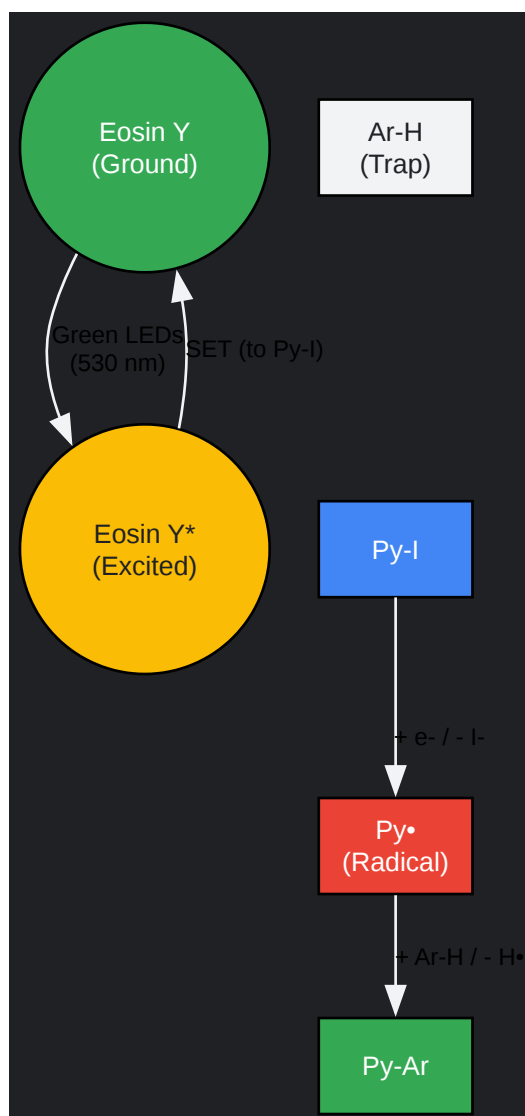 Eosin Y
(Ground)
Ar-H
(Trap)
Green LEDs
(530 nm)
SET (to Py-I)
Eosin Y*
(Excited)
Py-I
+ e- / - I-
Py•
(Radical)
+ Ar-H / - H•
Py-Ar